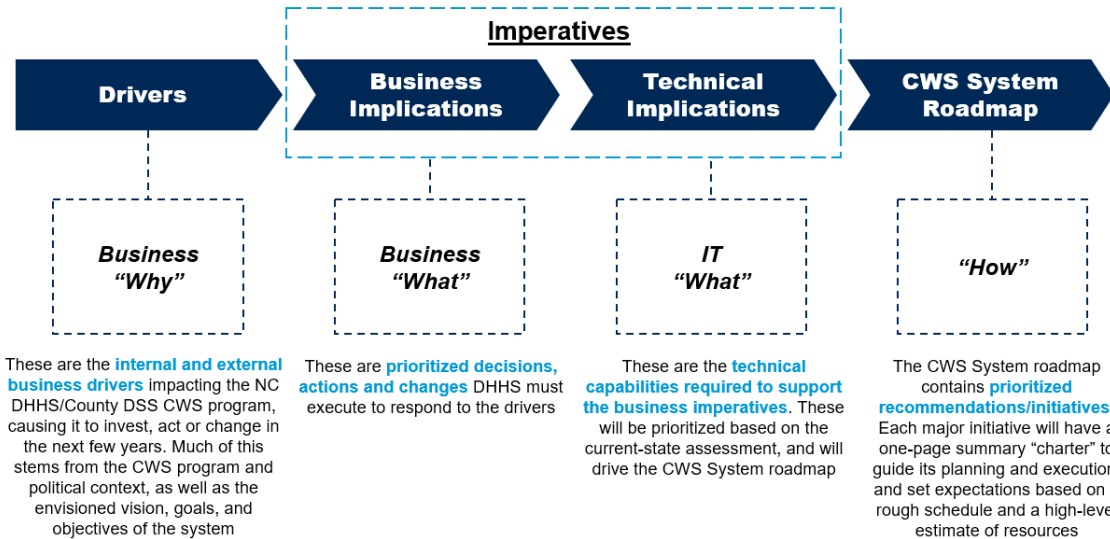 Imperatives
Drivers
Business
Implications
Technical
Implications
CWS System
Roadmap
Business
“Why”
Business
“What”
IT
“What”
“How”
These are the internal and external
business drivers impacting the NC
DHHS/County DSS CWS program,
causing it to invest, act or change in
the next few years. Much of this
stems from the CWS program and
political context, as well as the
envisioned vision, goals, and
objectives of the system
These are prioritized decisions,
actions and changes DHHS must
execute to respond to the drivers
These are the technical
capabilities required to support
the business imperatives. These
will be prioritized based on the
current-state assessment, and will
drive the CWS System roadmap
The CWS System roadmap
contains prioritized
recommendations/initiatives
Each major initiative will have a
one-page summary “charter” to
guide its planning and execution
and set expectations based on
rough schedule and a high-leve
estimate of resources